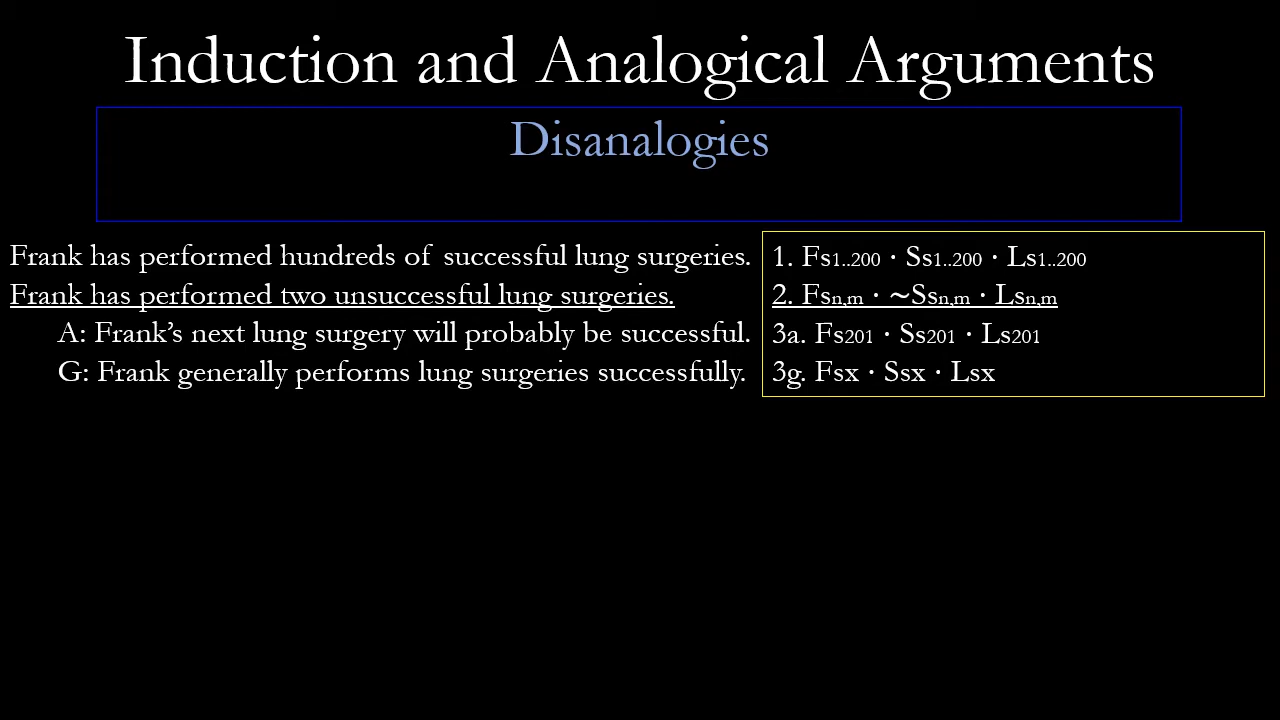 Induction and Analogical Arguments
Disanalogies
Frank has performed hundreds of successful lung surgeries.
Frank has performed two unsuccessful lung surgeries.
A: Frank’s next lung surgery will probably be successful.
G: Frank generally performs lung surgeries successfully.
1. Fs1..200 · Ss1..200 · Ls1..200
2. Fsn,m · ~Ssn,m · Lsn,m
3a. Fs201 · Ss201 · Ls201
3g. Fsx · Ssx · Lsx